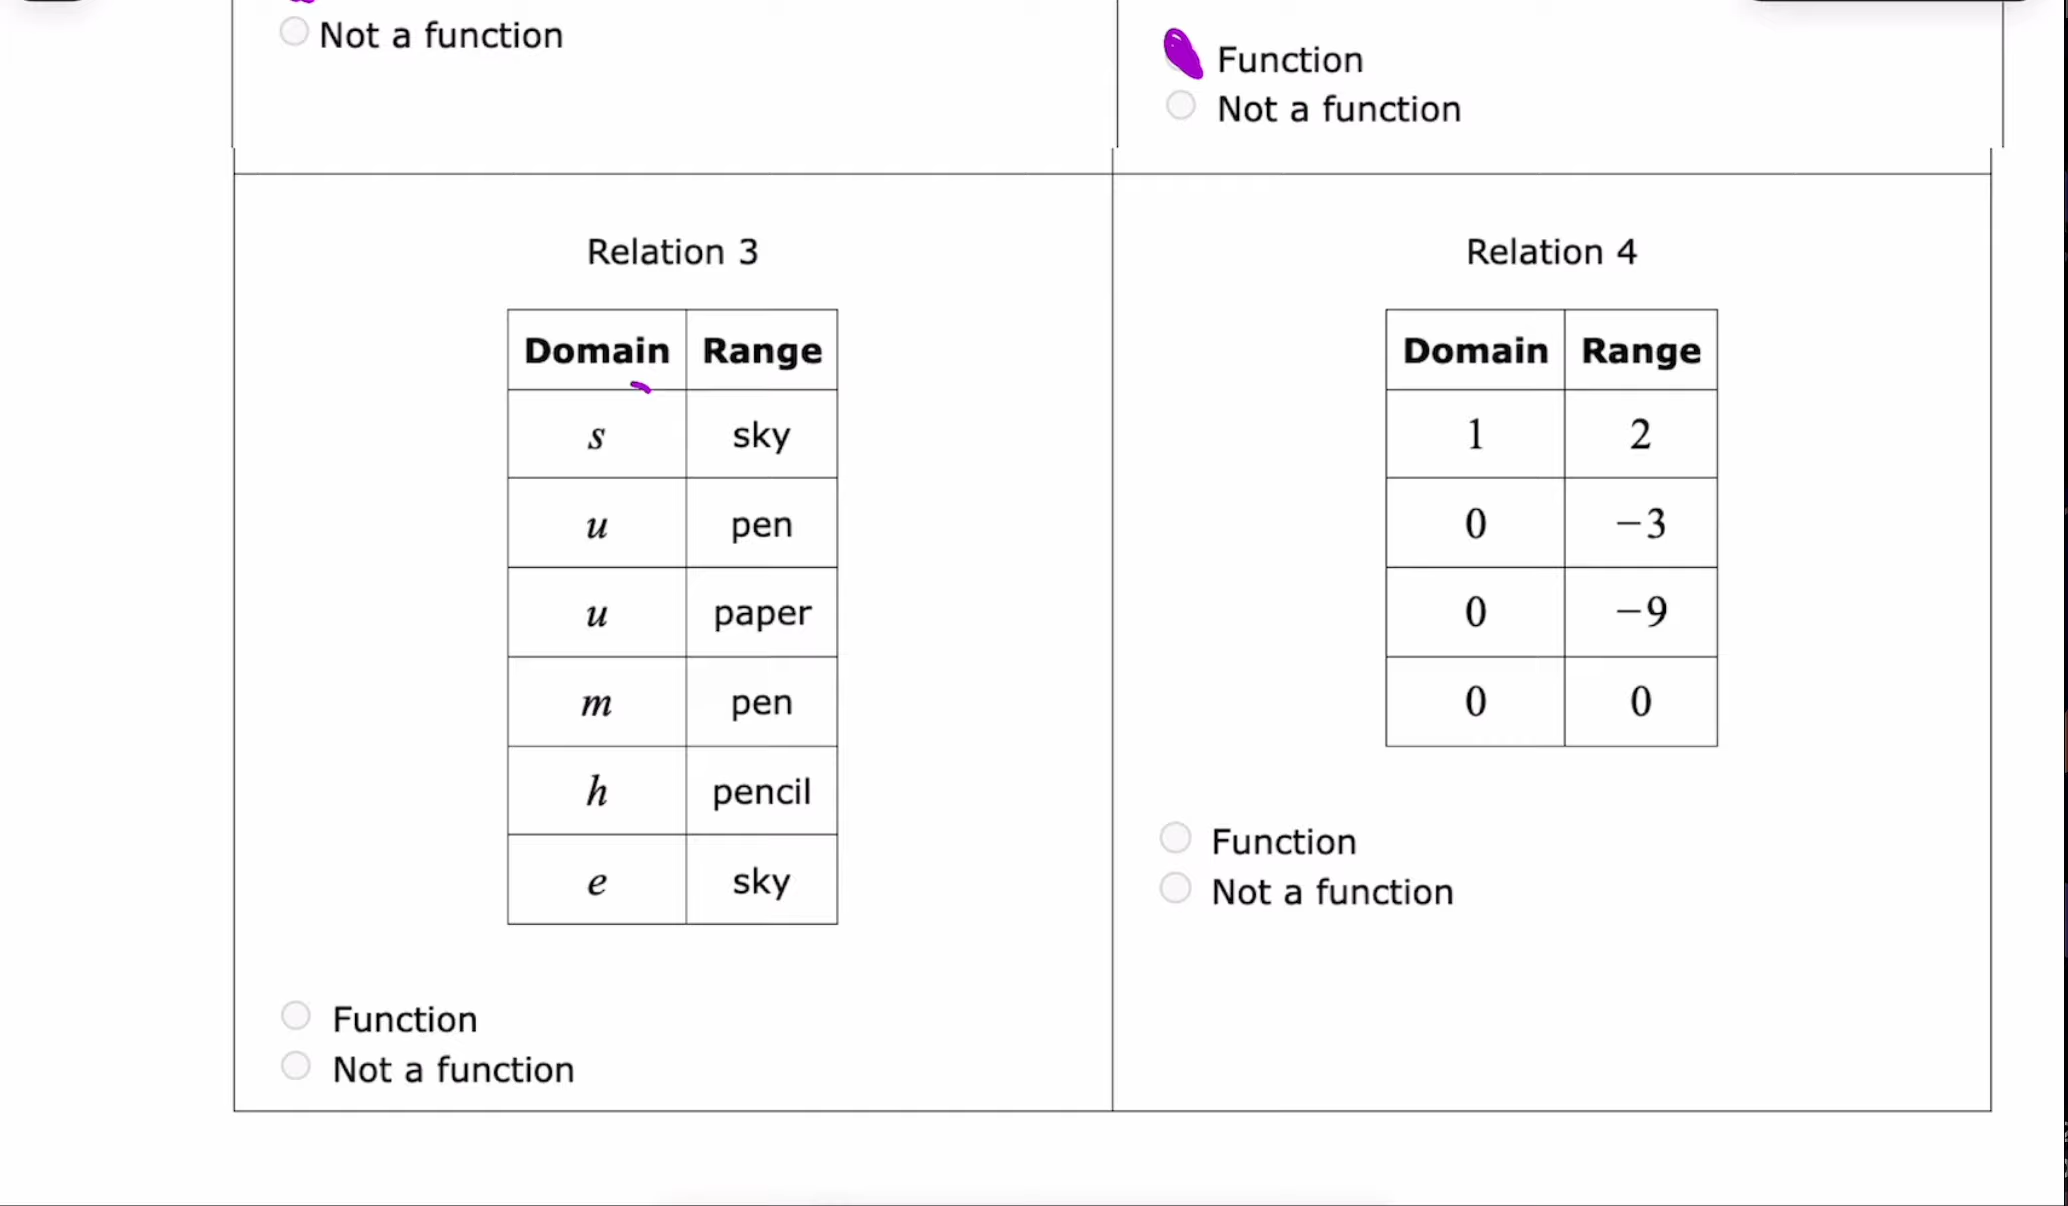 Not a function
Function
Not a function
Relation 3
Domain Range
s sky
u pen
u paper
m pen
h pencil
e sky
Function
Not a function
Relation 4
Domain Range
1 2
0 −3
0 −9
0 0
Function
Not a function